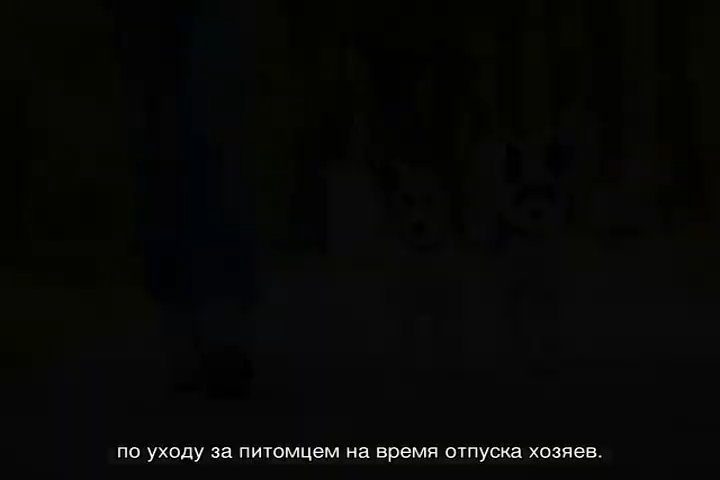 по уходу за питомцем на время отпуска хозяев.